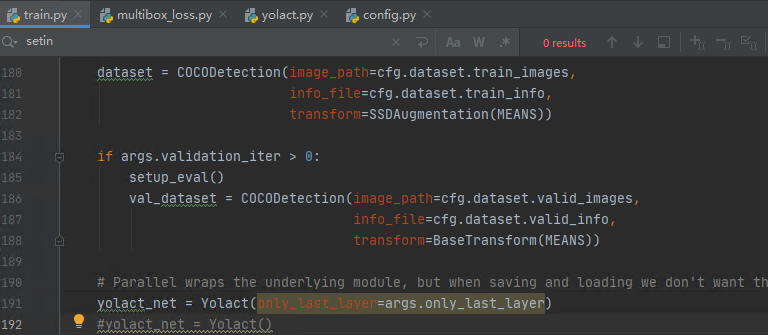 train.py multibox_loss.py yolact.py config.py
setin Aa W .* 0 results
180 dataset = COCODetection(image_path=cfg.dataset.train_images,
181 info_file=cfg.dataset.train_info,
182 transform=SSDAugmentation(MEANS))
183
184 if args.validation_iter > 0:
185 setup_eval()
186 val_dataset = COCODetection(image_path=cfg.dataset.valid_images,
187 info_file=cfg.dataset.valid_info,
188 transform=BaseTransform(MEANS))
189
190 # Parallel wraps the underlying module, but when saving and loading we don't want th
191 yolact_net = Yolact(only_last_layer=args.only_last_layer)
192 #yolact_net = Yolact()